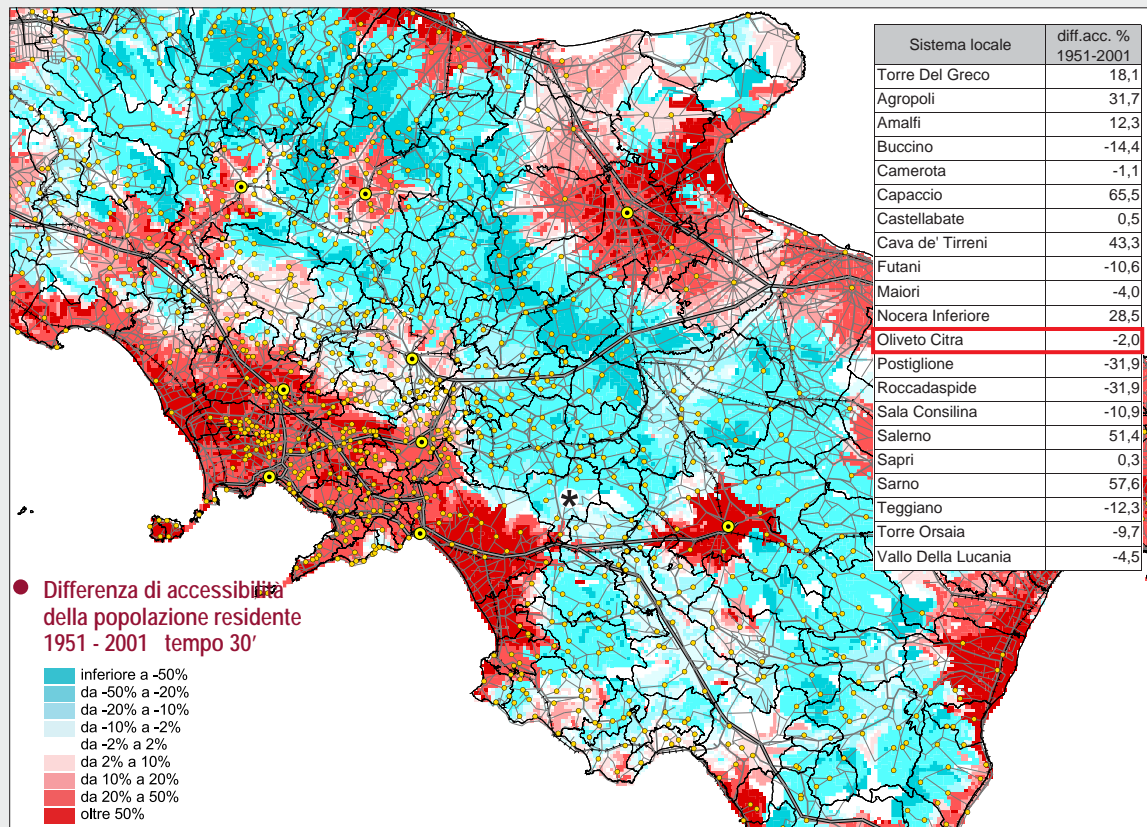 Sistema locale diff.acc. % 1951-2001
Torre Del Greco 18,1
Agropoli 31,7
Amalfi 12,3
Buccino -14,4
Camerota -1,1
Capaccio 65,5
Castellabate 0,5
Cava de' Tirreni 43,3
Futani -10,6
Maiori -4,0
Nocera Inferiore 28,5
Oliveto Citra -2,0
Postiglione -31,9
Roccadaspide -31,9
Sala Consilina -10,9
Salerno 51,4
Sapri 0,3
Sarno 57,6
Teggiano -12,3
Torre Orsaia -9,7
Vallo Della Lucania -4,5
*
Differenza di accessibilità
della popolazione residente
1951 - 2001 tempo 30'
inferiore a -50%
da -50% a -20%
da -20% a -10%
da -10% a -2%
da -2% a 2%
da 2% a 10%
da 10% a 20%
da 20% a 50%
oltre 50%